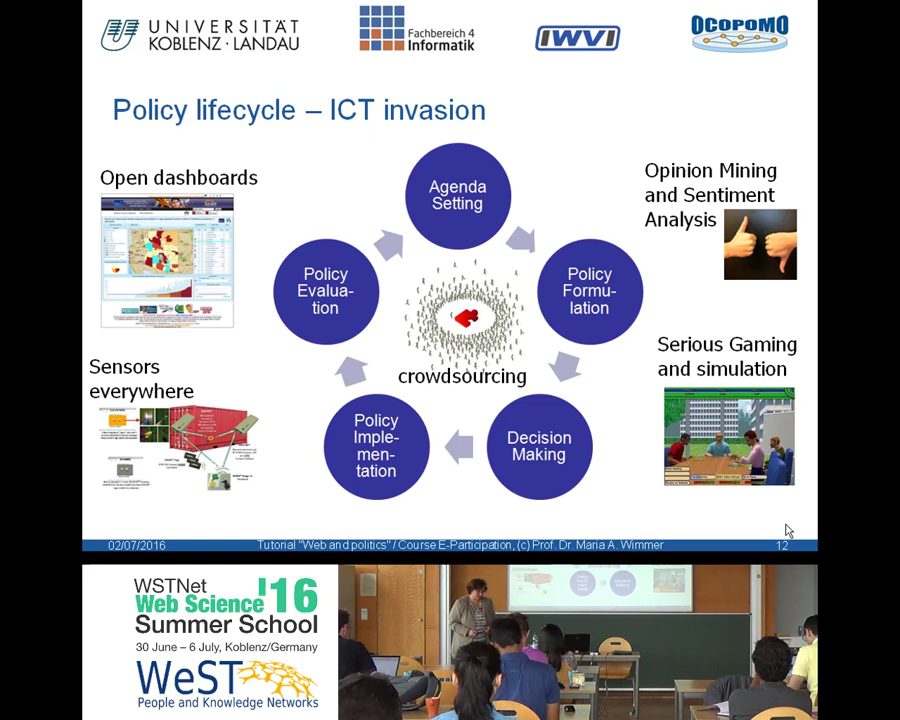 UNIVERSITÄT
KOBLENZ · LANDAU
Fachbereich 4
Informatik
IWVI
OCOPOMO
Policy lifecycle – ICT invasion
Open dashboards
Agenda
Setting
Opinion Mining
and Sentiment
Analysis
Policy
Evalua-
tion
Policy
Formu-
lation
Sensors
everywhere
crowdsourcing
Serious Gaming
and simulation
Policy
Imple-
men-
tation
Decision
Making
02/07/2016
Tutorial "Web and politics" / Course E-Participation, (c) Prof. Dr. Maria A. Wimmer
12
WSTNet
Web Science '16
Summer School
30 June – 6 July, Koblenz/Germany
WeST
People and Knowledge Networks